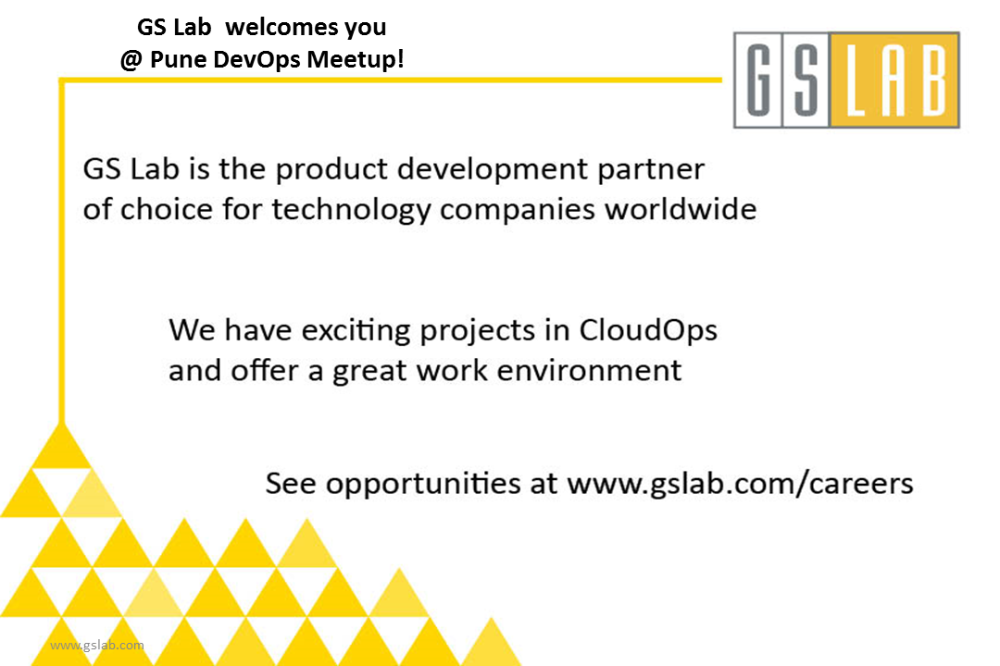 GS Lab welcomes you
@ Pune DevOps Meetup!
GS LAB
GS Lab is the product development partner
of choice for technology companies worldwide
We have exciting projects in CloudOps
and offer a great work environment
See opportunities at www.gslab.com/careers
www.gslab.com